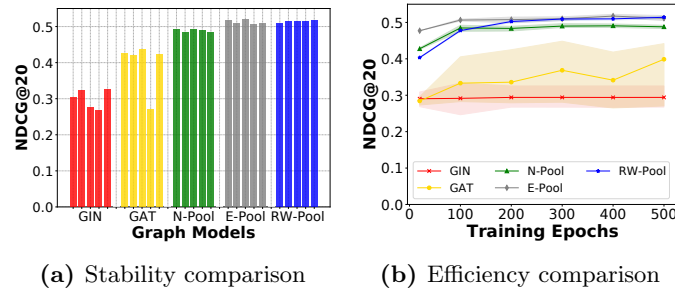 NDCG@20
0.5
0.4
0.3
0.2
0.1
0.0
GIN GAT N-Pool E-Pool RW-Pool
Graph Models
(a) Stability comparison
NDCG@20
0.5
0.4
0.3
0.2
0.1
0.0
GIN
GAT
N-Pool
E-Pool
RW-Pool
0 100 200 300 400 500
Training Epochs
(b) Efficiency comparison